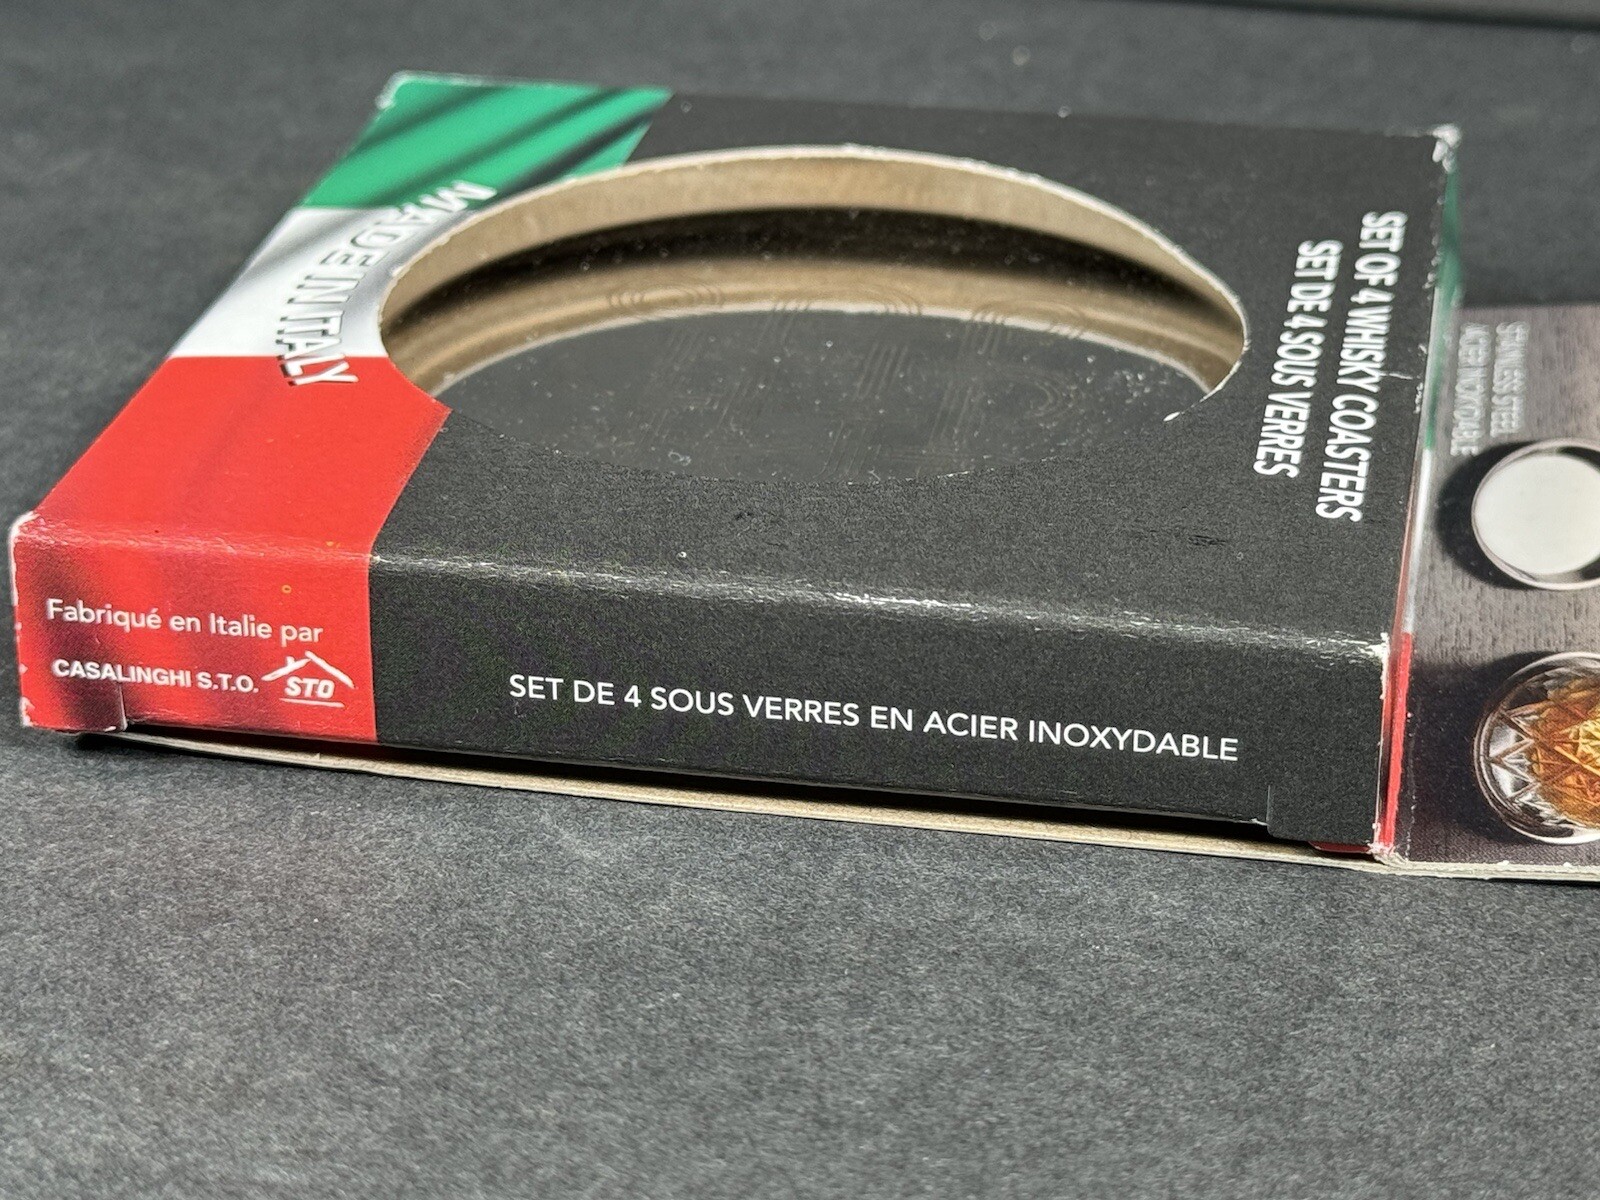 MADE IN ITALY
SET OF 4 WHISKY COASTERS
SET DE 4 SOUS VERRES
STAINLESS STEEL
ACIER INOXYDABLE
Fabriqué en Italie par
CASALINGHI S.T.O.
STO
SET DE 4 SOUS VERRES EN ACIER INOXYDABLE